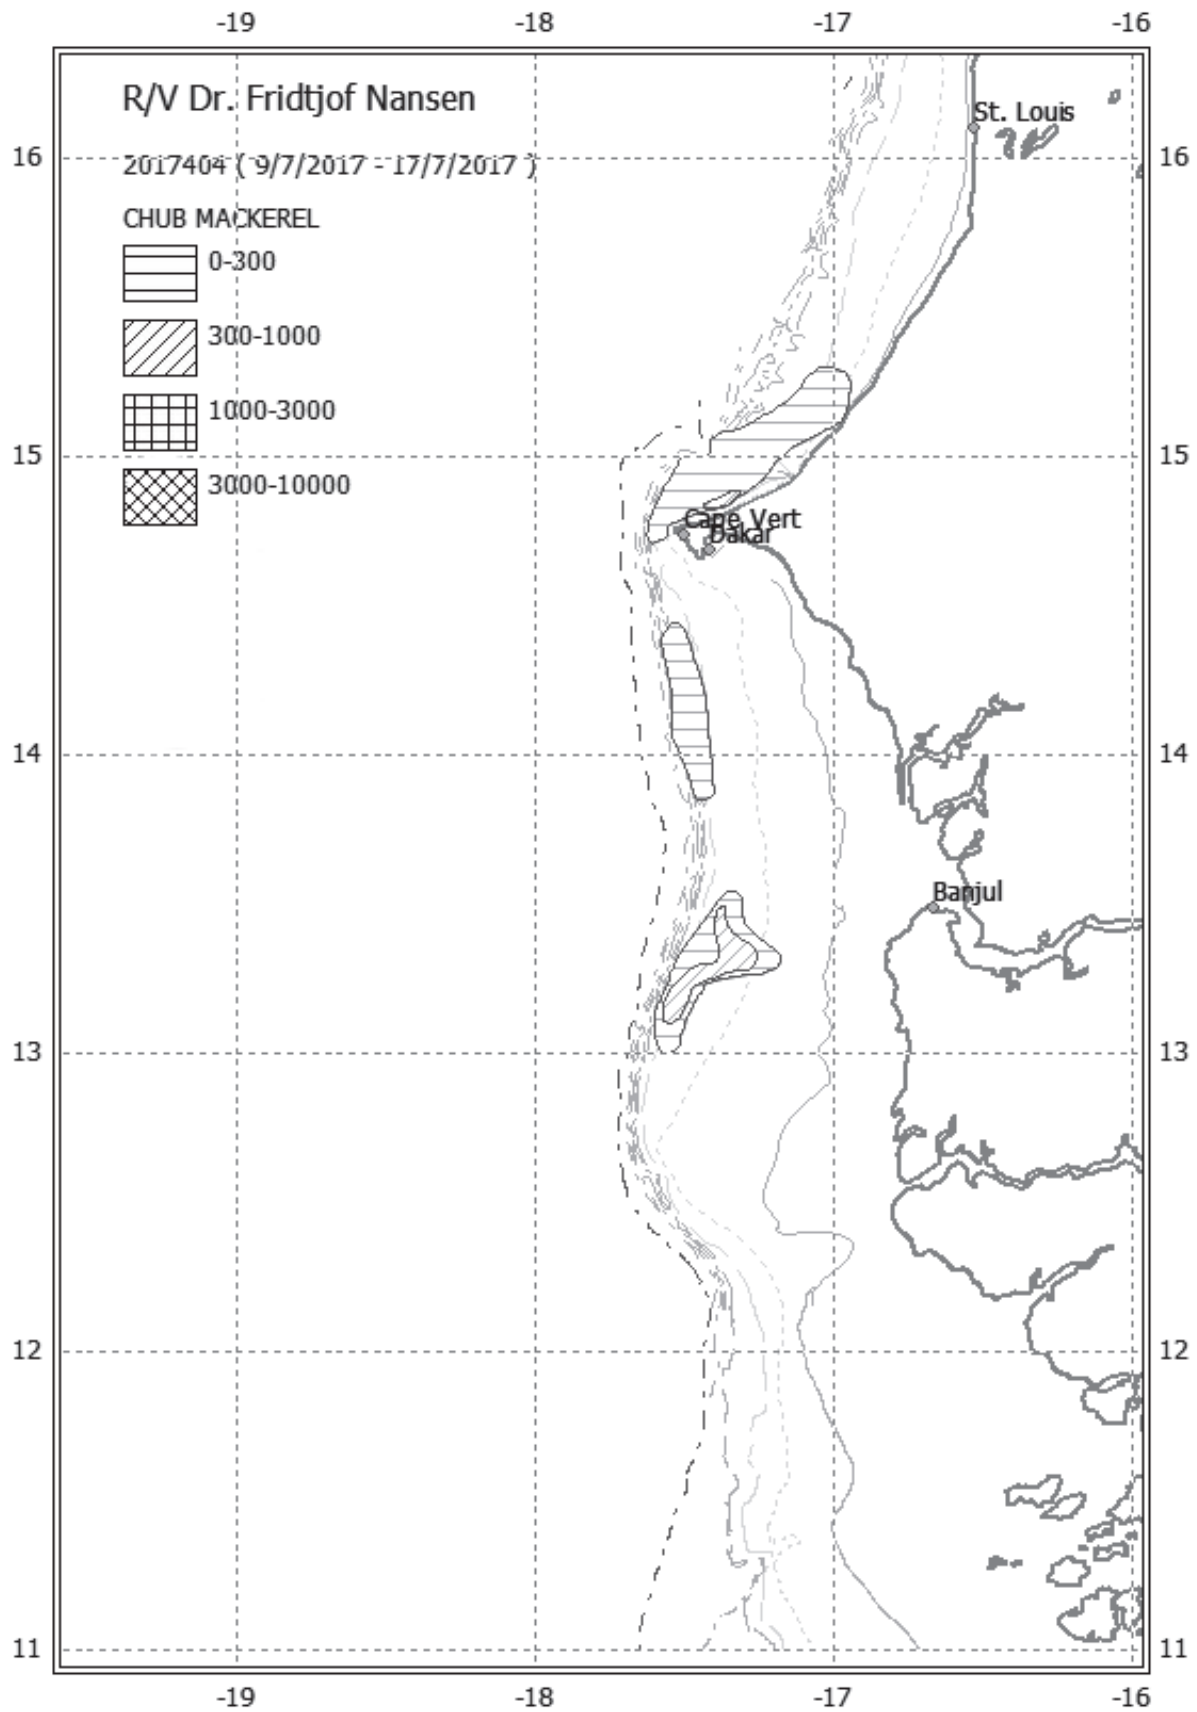 -19 -18 -17 -16
R/V Dr. Fridtjof Nansen
St. Louis
16 2017404 ( 9/7/2017 - 17/7/2017 ) 16
CHUB MACKEREL
0-300
300-1000
1000-3000
15 15
3000-10000
Cape Vert
Dakar
14 14
Banjul
13 13
12 12
11 11
-19 -18 -17 -16